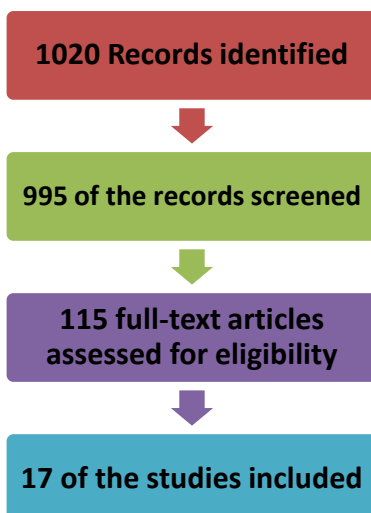 1020 Records identified
995 of the records screened
115 full-text articles
assessed for eligibility
17 of the studies included